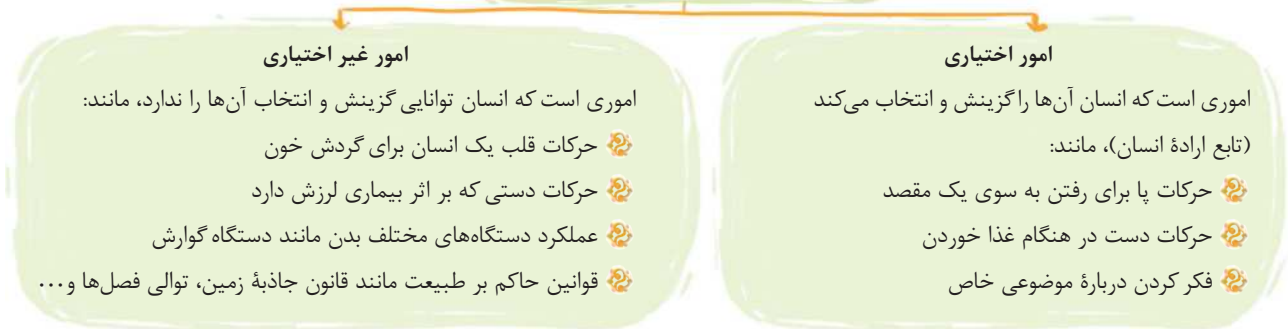 امور اختیاری
اموری است که انسان آن‌ها را گزینش و انتخاب می‌کند
(تابع ارادهٔ انسان)، مانند:
حرکات پا برای رفتن به سوی یک مقصد
حرکات دست در هنگام غذا خوردن
فکر کردن دربارهٔ موضوعی خاص
امور غیر اختیاری
اموری است که انسان توانایی گزینش و انتخاب آن‌ها را ندارد، مانند:
حرکات قلب یک انسان برای گردش خون
حرکات دستی که بر اثر بیماری لرزش دارد
عملکرد دستگاه‌های مختلف بدن مانند دستگاه گوارش
قوانین حاکم بر طبیعت مانند قانون جاذبهٔ زمین، توالی فصل‌ها و...